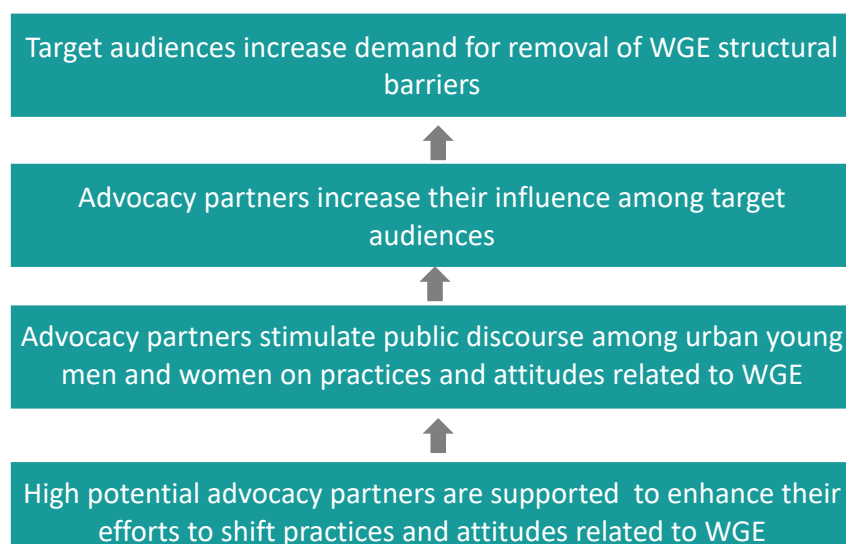 Target audiences increase demand for removal of WGE structural
barriers
Advocacy partners increase their influence among target
audiences
Advocacy partners stimulate public discourse among urban young
men and women on practices and attitudes related to WGE
High potential advocacy partners are supported  to enhance their
efforts to shift practices and attitudes related to WGE